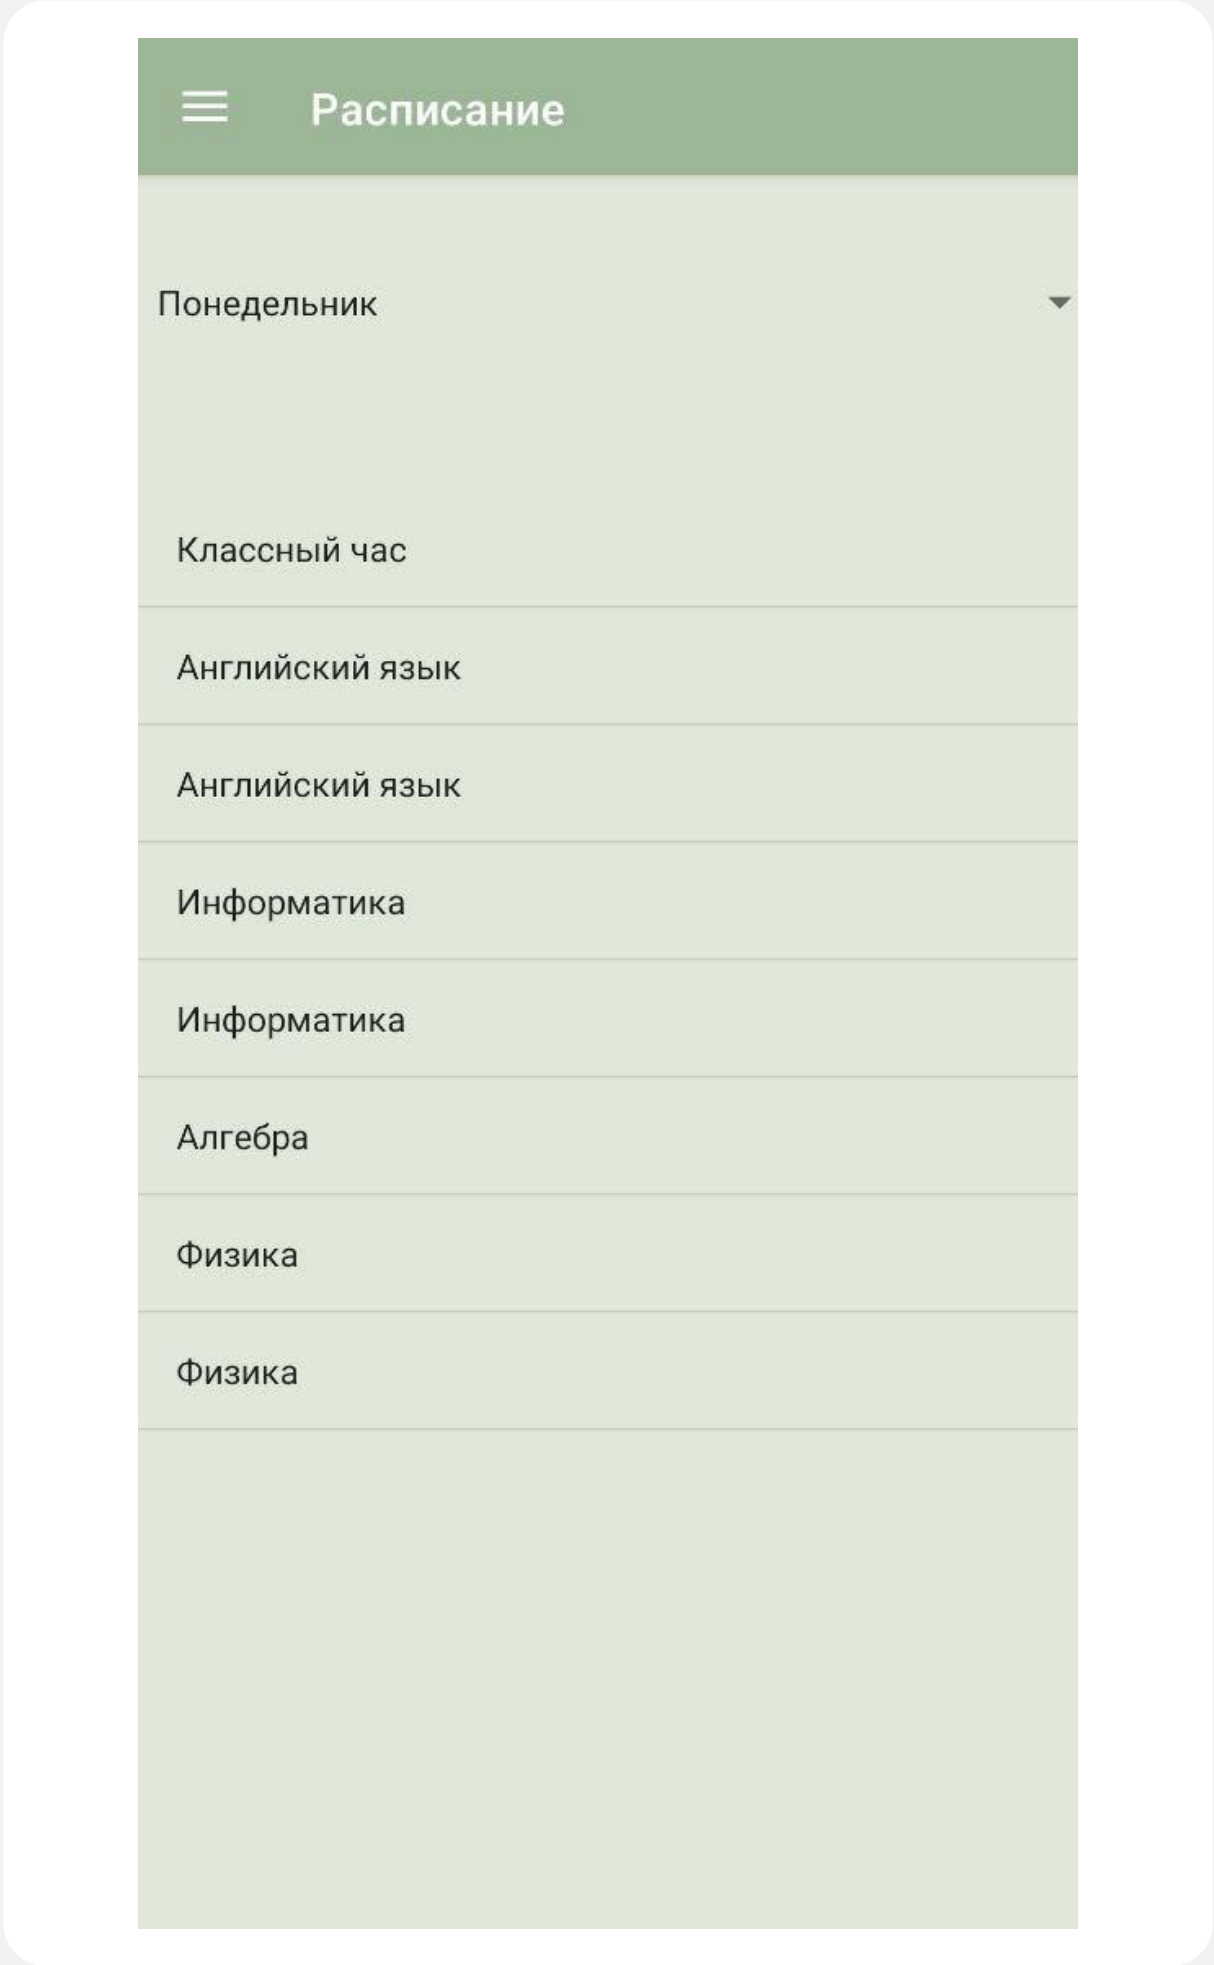 Расписание
Понедельник
Классный час
Английский язык
Английский язык
Информатика
Информатика
Алгебра
Физика
Физика